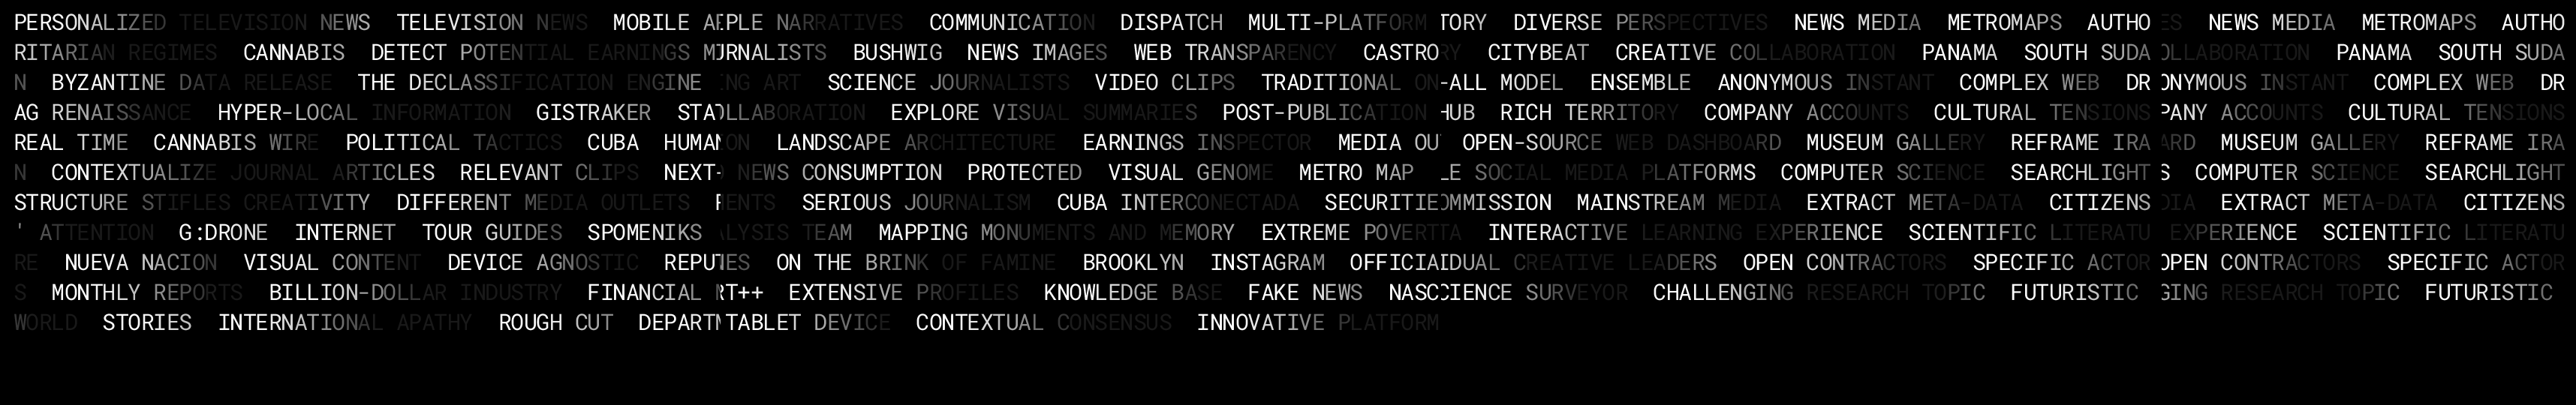 PERSONALIZED TELEVISION NEWS TELEVISION NEWS MOBILE APLE NARRATIVES COMMUNICATION DISPATCH MULTI-PLATFORM TORY DIVERSE PERSPECTIVES NEWS MEDIA METROMAPS AUTHO ES NEWS MEDIA METROMAPS AUTHO
RITARIAN REGIMES CANNABIS DETECT POTENTIAL EARNINGS MJRNALISTS BUSHWIG NEWS IMAGES WEB TRANSPARENCY CASTRORY CITYBEAT CREATIVE COLLABORATION PANAMA SOUTH SUDA OLLABORATION PANAMA SOUTH SUDA
N BYZANTINE DATA RELEASE THE DECLASSIFICATION ENGINE NG ART SCIENCE JOURNALISTS VIDEO CLIPS TRADITIONAL ON-ALL MODEL ENSEMBLE ANONYMOUS INSTANT COMPLEX WEB DR ONYMOUS INSTANT COMPLEX WEB DR
AG RENAISSANCE HYPER-LOCAL INFORMATION GISTRAKER STAOLLABORATION EXPLORE VISUAL SUMMARIES POST-PUBLICATION HUB RICH TERRITORY COMPANY ACCOUNTS CULTURAL TENSIONS PANY ACCOUNTS CULTURAL TENSIONS
REAL TIME CANNABIS WIRE POLITICAL TACTICS CUBA HUMANON LANDSCAPE ARCHITECTURE EARNINGS INSPECTOR MEDIA OU OPEN-SOURCE WEB DASHBOARD MUSEUM GALLERY REFRAME IRA ARD MUSEUM GALLERY REFRAME IRA
N CONTEXTUALIZE JOURNAL ARTICLES RELEVANT CLIPS NEXT- NEWS CONSUMPTION PROTECTED VISUAL GENOME METRO MAP LE SOCIAL MEDIA PLATFORMS COMPUTER SCIENCE SEARCHLIGHT S COMPUTER SCIENCE SEARCHLIGHT
STRUCTURE STIFLES CREATIVITY DIFFERENT MEDIA OUTLETS ENTS SERIOUS JOURNALISM CUBA INTERCONECTADA SECURITIEOMMISSION MAINSTREAM MEDIA EXTRACT META-DATA CITIZENS DIA EXTRACT META-DATA CITIZENS
' ATTENTION G:DRONE INTERNET TOUR GUIDES SPOMENIKS ALYSIS TEAM MAPPING MONUMENTS AND MEMORY EXTREME POVERTTA INTERACTIVE LEARNING EXPERIENCE SCIENTIFIC LITERATU EXPERIENCE SCIENTIFIC LITERATU
RE NUEVA NACION VISUAL CONTENT DEVICE AGNOSTIC REPUTES ON THE BRINK OF FAMINE BROOKLYN INSTAGRAM OFFICIAIDUAL CREATIVE LEADERS OPEN CONTRACTORS SPECIFIC ACTOR OPEN CONTRACTORS SPECIFIC ACTOR
S MONTHLY REPORTS BILLION-DOLLAR INDUSTRY FINANCIAL RT++ EXTENSIVE PROFILES KNOWLEDGE BASE FAKE NEWS NASCIENCE SURVEYOR CHALLENGING RESEARCH TOPIC FUTURISTIC GING RESEARCH TOPIC FUTURISTIC
WORLD STORIES INTERNATIONAL APATHY ROUGH CUT DEPARTMTABLET DEVICE CONTEXTUAL CONSENSUS INNOVATIVE PLATFORM